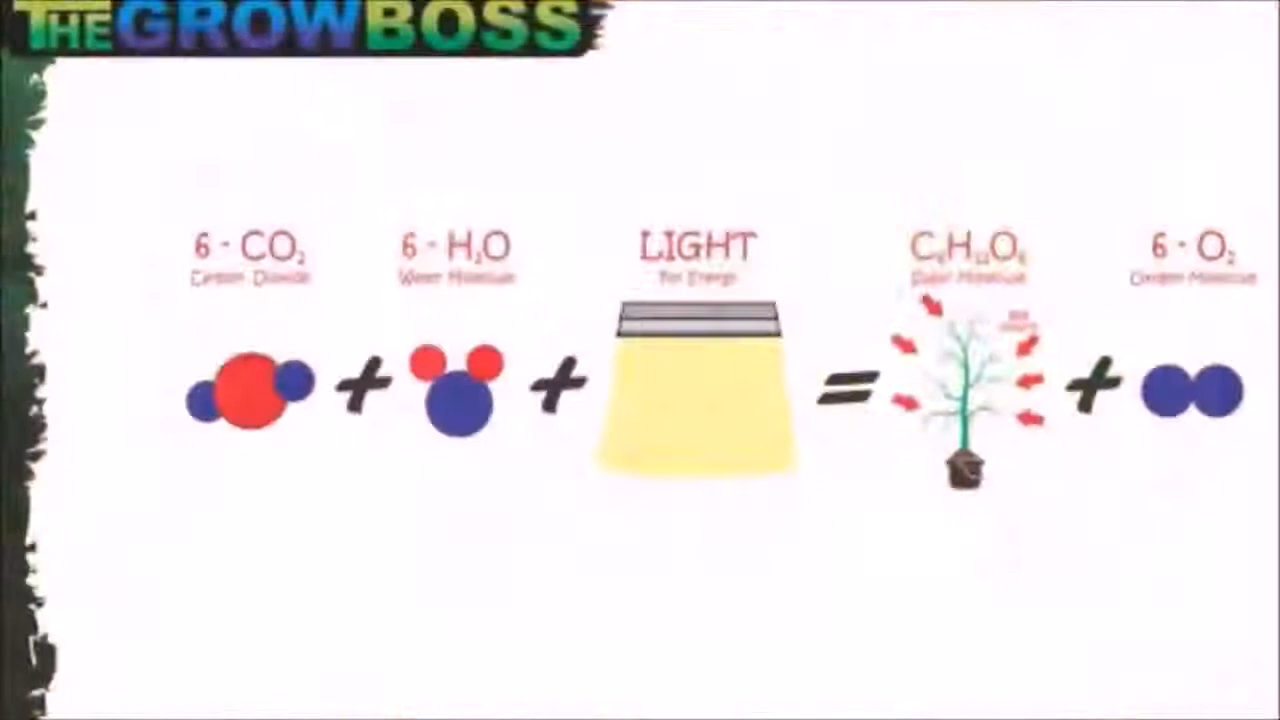 THEGROWBOSS
6 - CO₂
Carbon Dioxide
6 - H₂O
Water Molecule
LIGHT
For Energy
C₆H₁₂O₆
Sugar Molecule
6 - O₂
Oxygen Molecule